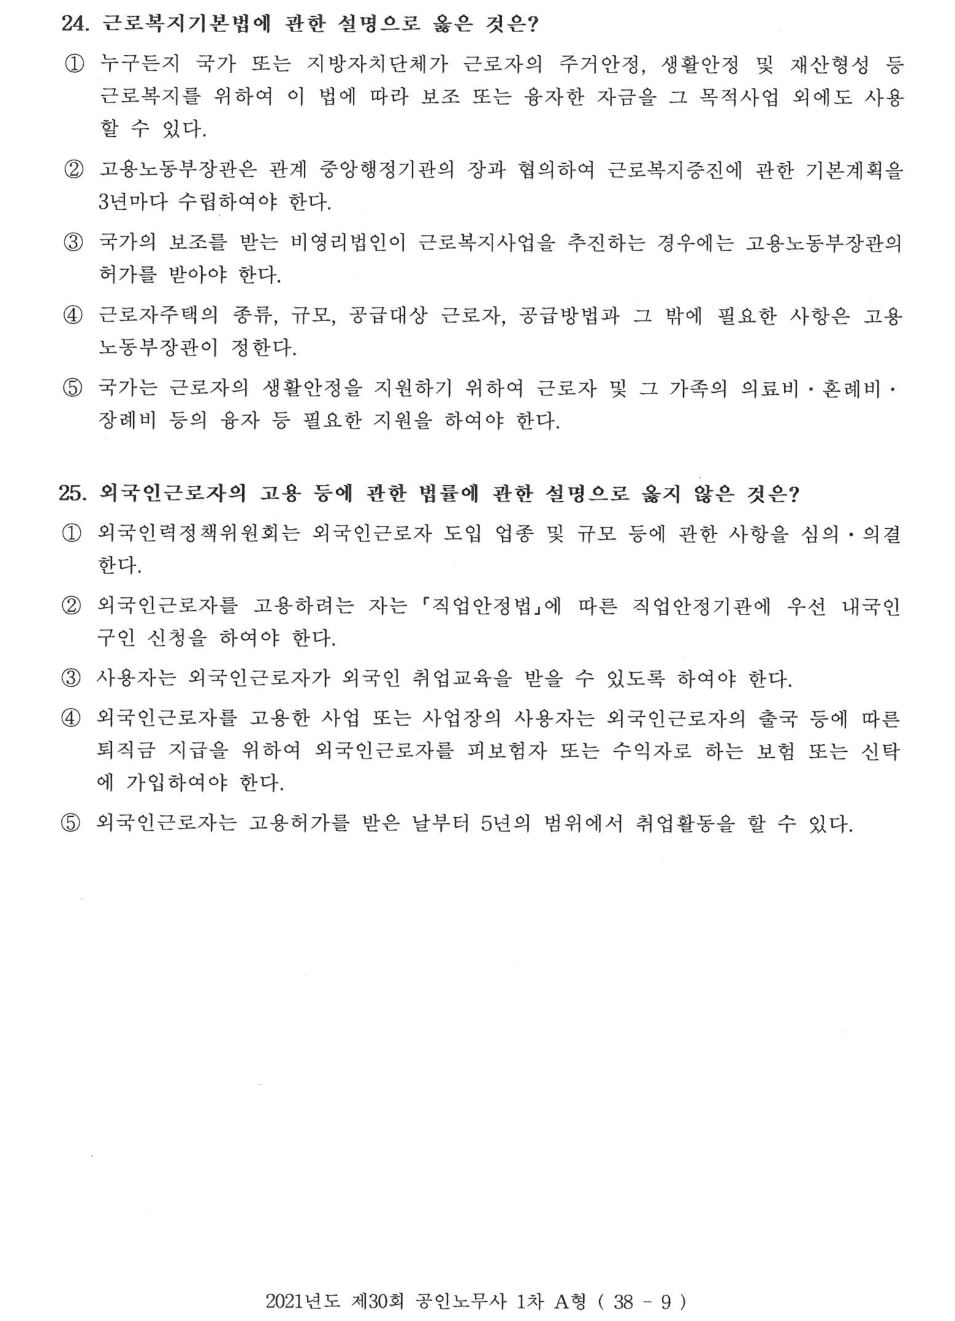 24. 근로복지기본법에 관한 설명으로 옳은 것은?
① 누구든지 국가 또는 지방자치단체가 근로자의 주거안정, 생활안정 및 재산형성 등
근로복지를 위하여 이 법에 따라 보조 또는 융자한 자금을 그 목적사업 외에도 사용
할 수 있다.
② 고용노동부장관은 관계 중앙행정기관의 장과 협의하여 근로복지증진에 관한 기본계획을
3년마다 수립하여야 한다.
③ 국가의 보조를 받는 비영리법인이 근로복지사업을 추진하는 경우에는 고용노동부장관의
허가를 받아야 한다.
④ 근로자주택의 종류, 규모, 공급대상 근로자, 공급방법과 그 밖에 필요한 사항은 고용
노동부장관이 정한다.
⑤ 국가는 근로자의 생활안정을 지원하기 위하여 근로자 및 그 가족의 의료비·혼례비·
장례비 등의 융자 등 필요한 지원을 하여야 한다.
25. 외국인근로자의 고용 등에 관한 법률에 관한 설명으로 옳지 않은 것은?
① 외국인력정책위원회는 외국인근로자 도입 업종 및 규모 등에 관한 사항을 심의·의결
한다.
② 외국인근로자를 고용하려는 자는 「직업안정법」에 따른 직업안정기관에 우선 내국인
구인 신청을 하여야 한다.
③ 사용자는 외국인근로자가 외국인 취업교육을 받을 수 있도록 하여야 한다.
④ 외국인근로자를 고용한 사업 또는 사업장의 사용자는 외국인근로자의 출국 등에 따른
퇴직금 지급을 위하여 외국인근로자를 피보험자 또는 수익자로 하는 보험 또는 신탁
에 가입하여야 한다.
⑤ 외국인근로자는 고용허가를 받은 날부터 5년의 범위에서 취업활동을 할 수 있다.
2021년도 제30회 공인노무사 1차 A형 ( 38 - 9 )